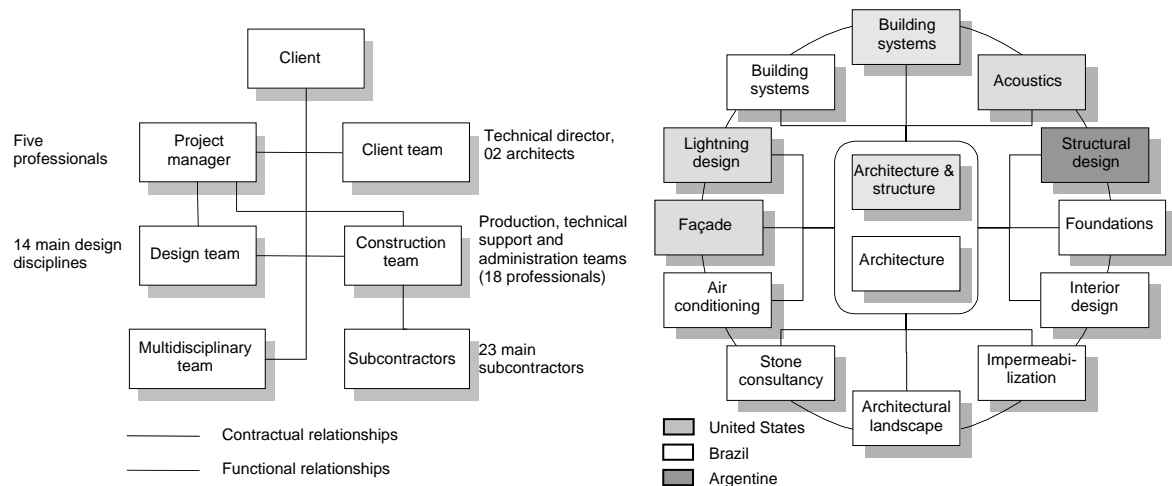 Client
Five
professionals
Project
manager
Client team
Technical director,
02 architects
14 main design
disciplines
Design team
Construction
team
Production, technical
support and
administration teams
(18 professionals)
Multidisciplinary
team
Subcontractors
23 main
subcontractors
Contractual relationships
Functional relationships
Building
systems
Building
systems
Acoustics
Lightning
design
Architecture &
structure
Structural
design
Façade
Architecture
Foundations
Air
conditioning
Interior
design
Stone
consultancy
Impermeabi-
lization
Architectural
landscape
United States
Brazil
Argentine